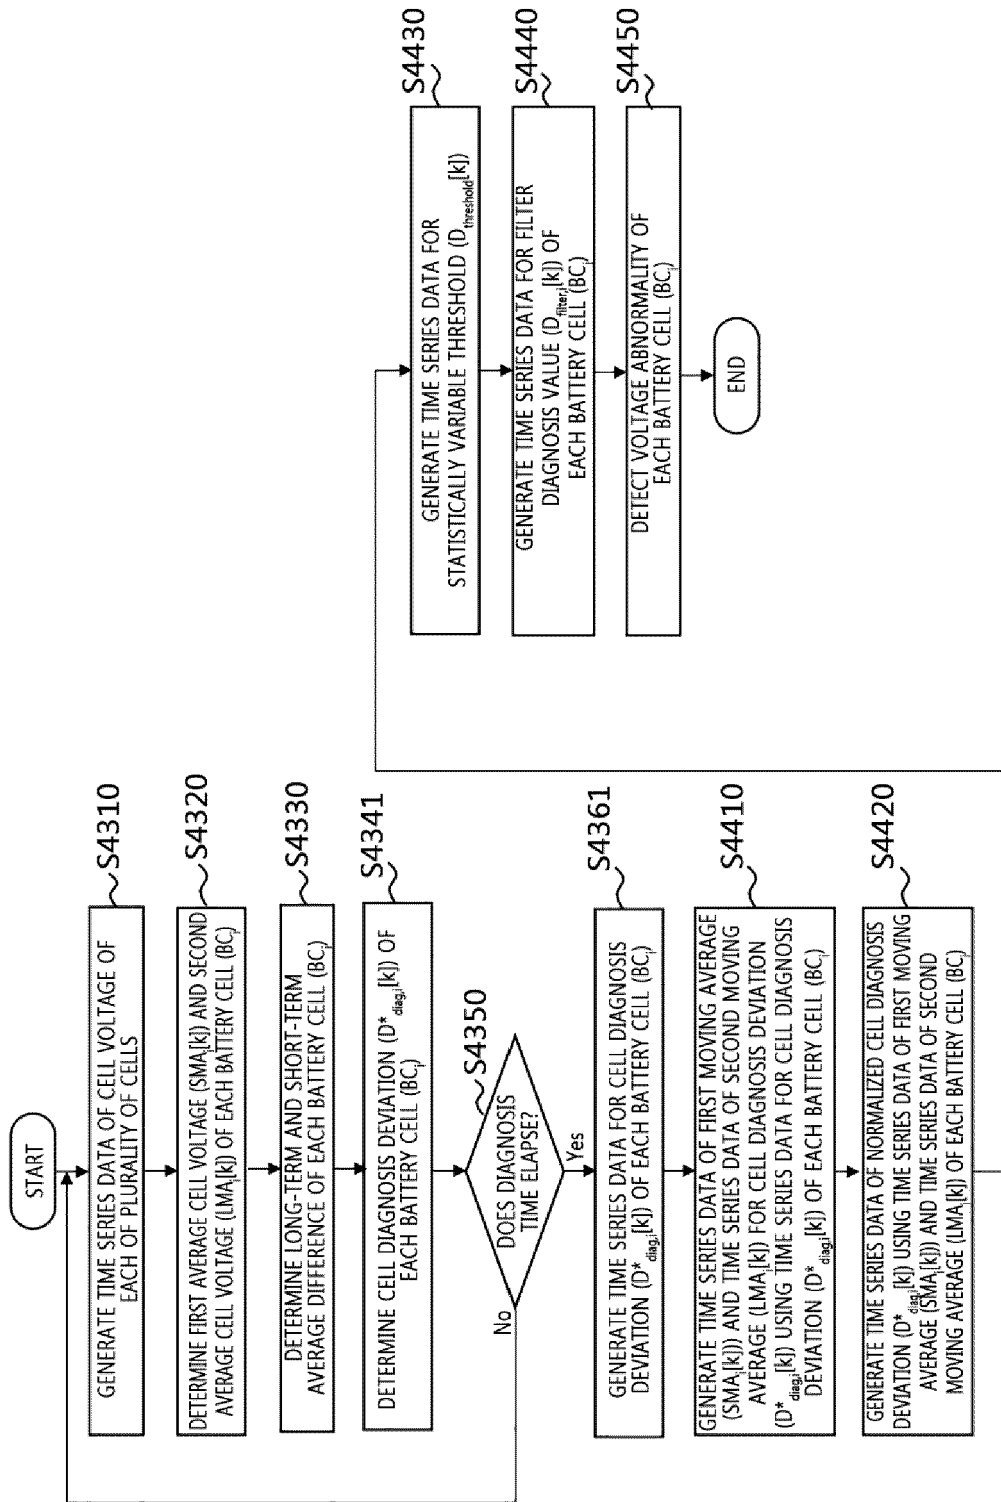 START
GENERATE TIME SERIES DATA OF CELL VOLTAGE OF
EACH OF PLURALITY OF CELLS
S4310
DETERMINE FIRST AVERAGE CELL VOLTAGE (SMAi[k]) AND SECOND
AVERAGE CELL VOLTAGE (LMAi[k]) OF EACH BATTERY CELL (BCi)
S4320
DETERMINE LONG-TERM AND SHORT-TERM
AVERAGE DIFFERENCE OF EACH BATTERY CELL (BCi)
S4330
DETERMINE CELL DIAGNOSIS DEVIATION (D*diag,i[k]) OF
EACH BATTERY CELL (BCi)
S4341
DOES DIAGNOSIS
TIME ELAPSE?
S4350
No
Yes
GENERATE TIME SERIES DATA FOR CELL DIAGNOSIS
DEVIATION (D*diag,i[k]) OF EACH BATTERY CELL (BCi)
S4361
GENERATE TIME SERIES DATA OF FIRST MOVING AVERAGE
(SMAi[k])) AND TIME SERIES DATA OF SECOND MOVING
AVERAGE (LMAi[k]) FOR CELL DIAGNOSIS DEVIATION
(D*diag,i[k]) USING TIME SERIES DATA FOR CELL DIAGNOSIS
DEVIATION (D*diag,i[k]) OF EACH BATTERY CELL (BCi)
S4410
GENERATE TIME SERIES DATA OF NORMALIZED CELL DIAGNOSIS
DEVIATION (D*diag,i[k]) USING TIME SERIES DATA OF FIRST MOVING
AVERAGE (SMAi[k])) AND TIME SERIES DATA OF SECOND
MOVING AVERAGE (LMAi[k]) OF EACH BATTERY CELL (BCi)
S4420
GENERATE TIME SERIES DATA FOR
STATISTICALLY VARIABLE THRESHOLD (Dthreshold[k])
S4430
GENERATE TIME SERIES DATA FOR FILTER
DIAGNOSIS VALUE (Dfilter,i[k]) OF
EACH BATTERY CELL (BCi)
S4440
DETECT VOLTAGE ABNORMALITY OF
EACH BATTERY CELL (BCi)
S4450
END